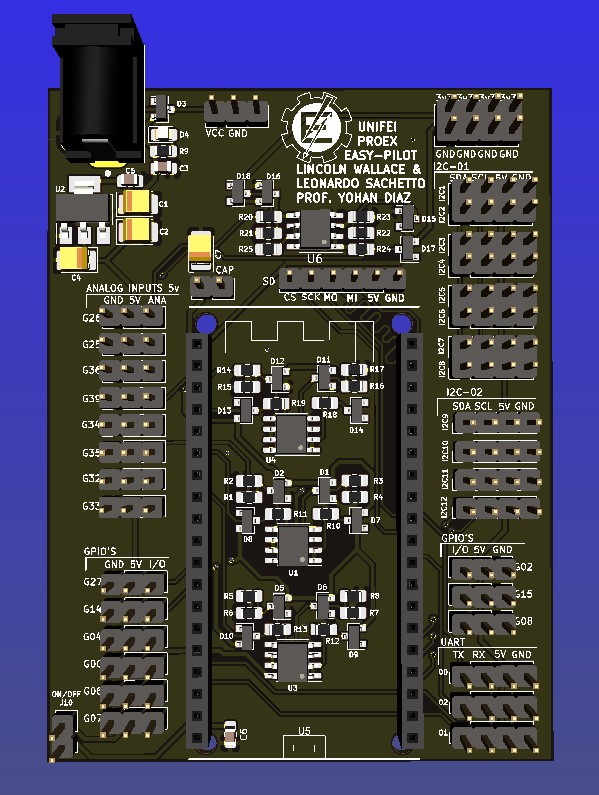 D3
D4
R9
C3
C5
U2
C1
C2
C4
VCC GND
UNIFEI
PROEX
EASY-PILOT
LINCOLN WALLACE &
LEONARDO SACHETTO
PROF. YOHAN DIAZ
GND GND GND GND
I2C-01
SDA SCL 5V GND
I2C1
I2C2
I2C3
I2C4
I2C5
I2C6
I2C7
I2C8
D18 D16
R20
R21
R25
U6
R23
R22
R24
D15
D17
CAP
SD
CS SCK MO MI 5V GND
ANALOG INPUTS 5v
GND 5V ANA
G26
G25
G36
G39
G34
G35
G32
G33
I2C-02
SDA SCL 5V GND
I2C9
I2C10
I2C11
I2C12
R14
R15
D13
D12
R19
D11
R18
R17
R16
D14
U4
R2
R1
D8
D2
R11
D1
R10
R3
R4
D7
U1
R5
R6
D10
D5
R13
D6
R12
R8
R7
D9
U3
GPIO'S
GND 5V I/O
G27
G14
G04
G00
G06
G07
GPIO'S
I/O 5V GND
G02
G15
G08
UART
TX RX 5V GND
00
02
01
ON/OFF
J10
C6
U5